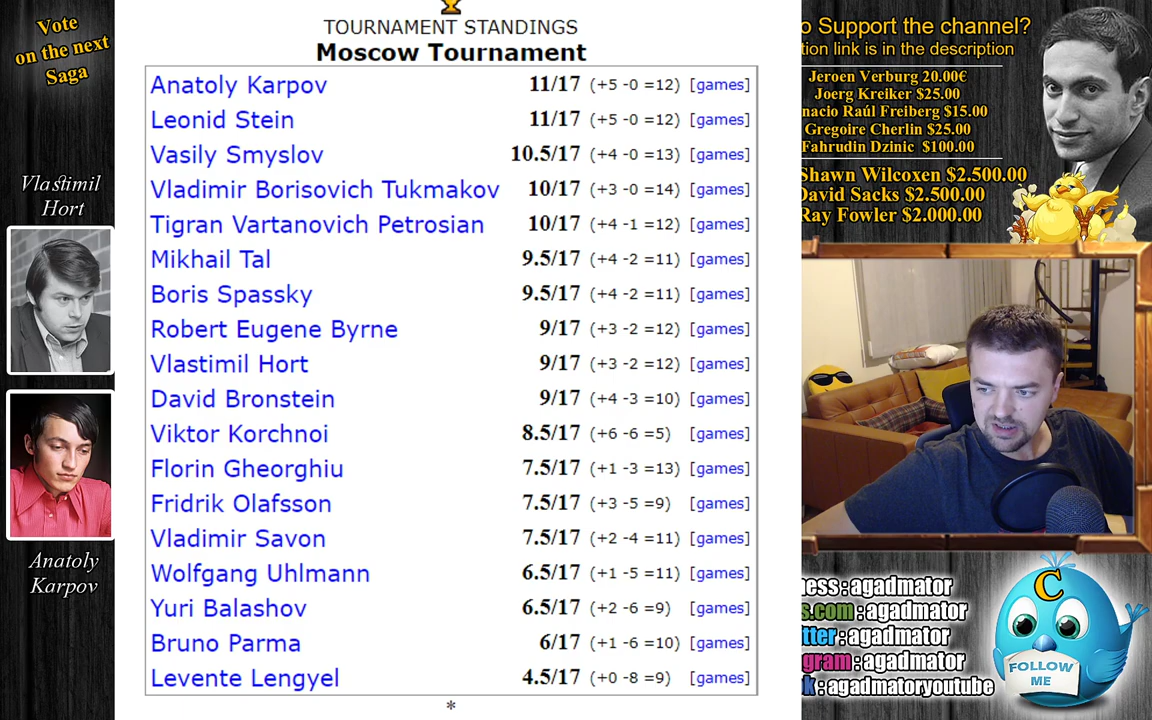 Vote
on the next
Saga
Vlastimil
Hort
Anatoly
Karpov
TOURNAMENT STANDINGS
Moscow Tournament
Anatoly Karpov 11/17 (+5 -0 =12) [games]
Leonid Stein 11/17 (+5 -0 =12) [games]
Vasily Smyslov 10.5/17 (+4 -0 =13) [games]
Vladimir Borisovich Tukmakov 10/17 (+3 -0 =14) [games]
Tigran Vartanovich Petrosian 10/17 (+4 -1 =12) [games]
Mikhail Tal 9.5/17 (+4 -2 =11) [games]
Boris Spassky 9.5/17 (+4 -2 =11) [games]
Robert Eugene Byrne 9/17 (+3 -2 =12) [games]
Vlastimil Hort 9/17 (+3 -2 =12) [games]
David Bronstein 9/17 (+4 -3 =10) [games]
Viktor Korchnoi 8.5/17 (+6 -6 =5) [games]
Florin Gheorghiu 7.5/17 (+1 -3 =13) [games]
Fridrik Olafsson 7.5/17 (+3 -5 =9) [games]
Vladimir Savon 7.5/17 (+2 -4 =11) [games]
Wolfgang Uhlmann 6.5/17 (+1 -5 =11) [games]
Yuri Balashov 6.5/17 (+2 -6 =9) [games]
Bruno Parma 6/17 (+1 -6 =10) [games]
Levente Lengyel 4.5/17 (+0 -8 =9) [games]
*
o Support the channel?
tion link is in the description
Jeroen Verburg 20.00€
Joerg Kreiker $25.00
nacio Raúl Freiberg $15.00
Gregoire Cherlin $25.00
Fahrudin Dzinic $100.00
Shawn Wilcoxen $2.500.00
David Sacks $2.500.00
Ray Fowler $2.000.00
ess: agadmator
s.com: agadmator
itter: agadmator
gram: agadmator
k: agadmatoryoutube
C
FOLLOW
ME